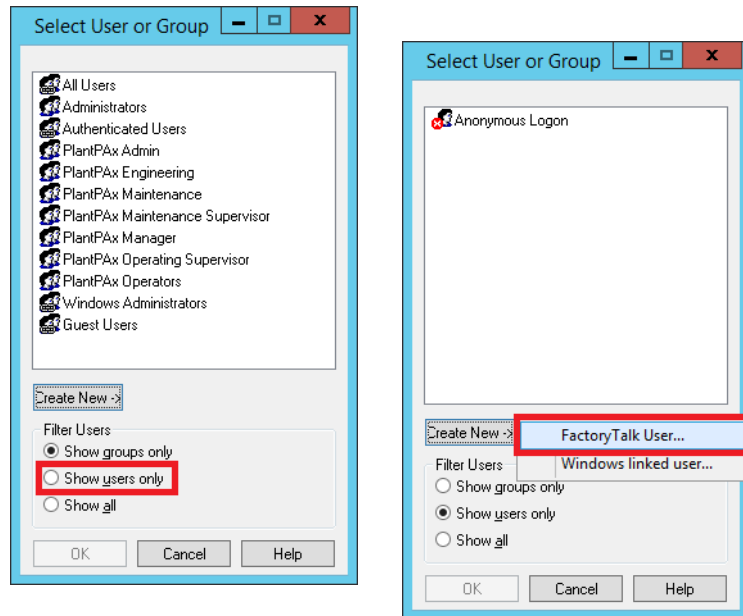 Select User or Group
All Users
Administrators
Authenticated Users
PlantPAx Admin
PlantPAx Engineering
PlantPAx Maintenance
PlantPAx Maintenance Supervisor
PlantPAx Manager
PlantPAx Operating Supervisor
PlantPAx Operators
Windows Administrators
Guest Users
Create New ->
Filter Users
Show groups only
Show users only
Show all
OK Cancel Help
Select User or Group
Anonymous Logon
Create New ->
FactoryTalk User...
Windows linked user...
Filter Users
Show groups only
Show users only
Show all
OK Cancel Help